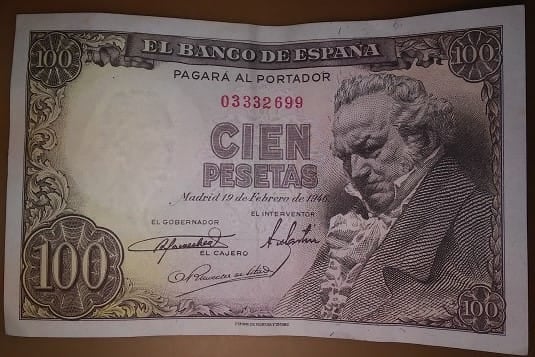 100 EL BANCO DE ESPAÑA 100
PAGARÁ AL PORTADOR
03332699
CIEN
PESETAS
Madrid 19 de Febrero de 1946
EL GOBERNADOR EL INTERVENTOR
EL CAJERO
100 100